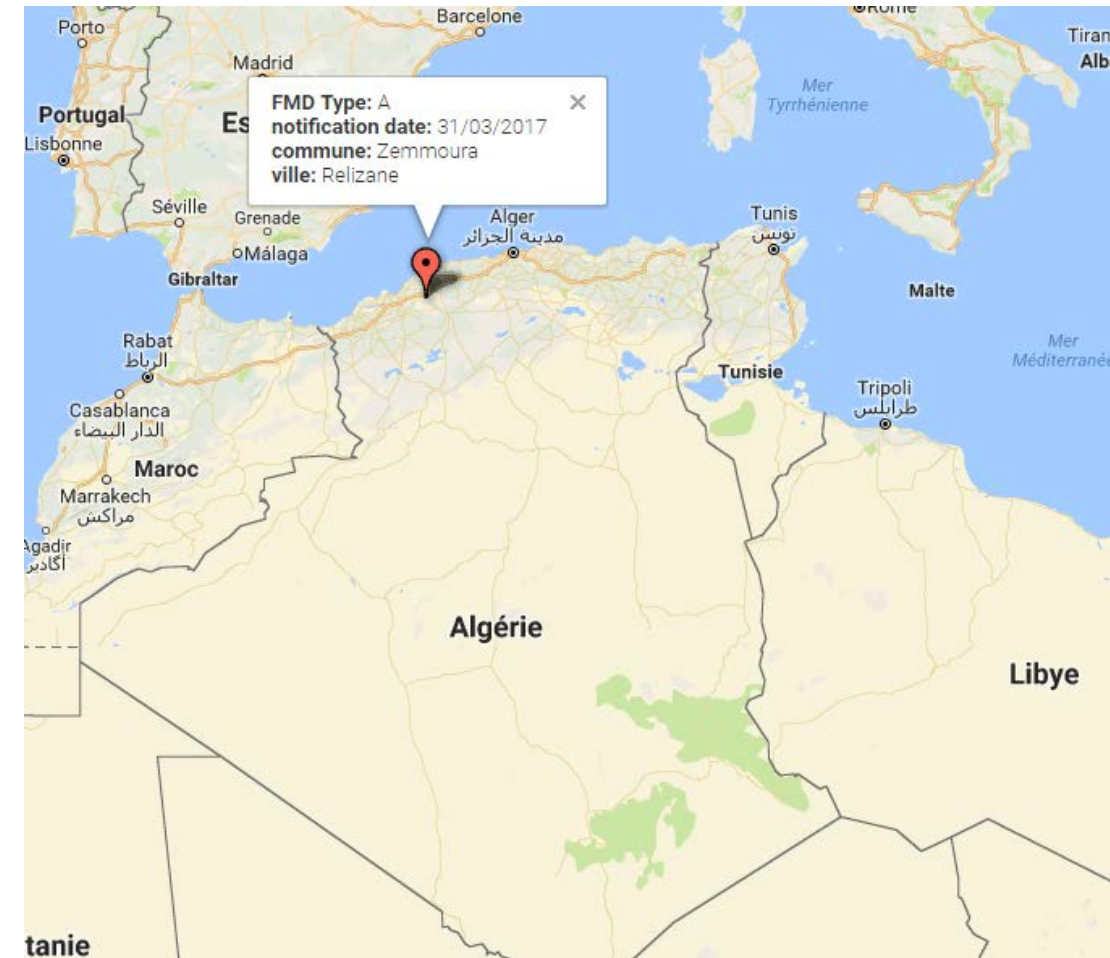 Barcelone
Porto
Rome
Tiran
Alb
Madrid
Mer
Tyrrhénienne
FMD Type: A
notification date: 31/03/2017
commune: Zemmoura
ville: Relizane
Portugal
Es
Lisbonne
Séville
Grenade
Málaga
Gibraltar
Alger
مدينة الجزائر
Tunis
تونس
Malte
Rabat
الرباط
Mer
Méditerranée
Tunisie
Tripoli
طرابلس
Casablanca
الدار البيضاء
Maroc
Marrakech
مراكش
Agadir
أكادير
Algérie
Libye
tanie